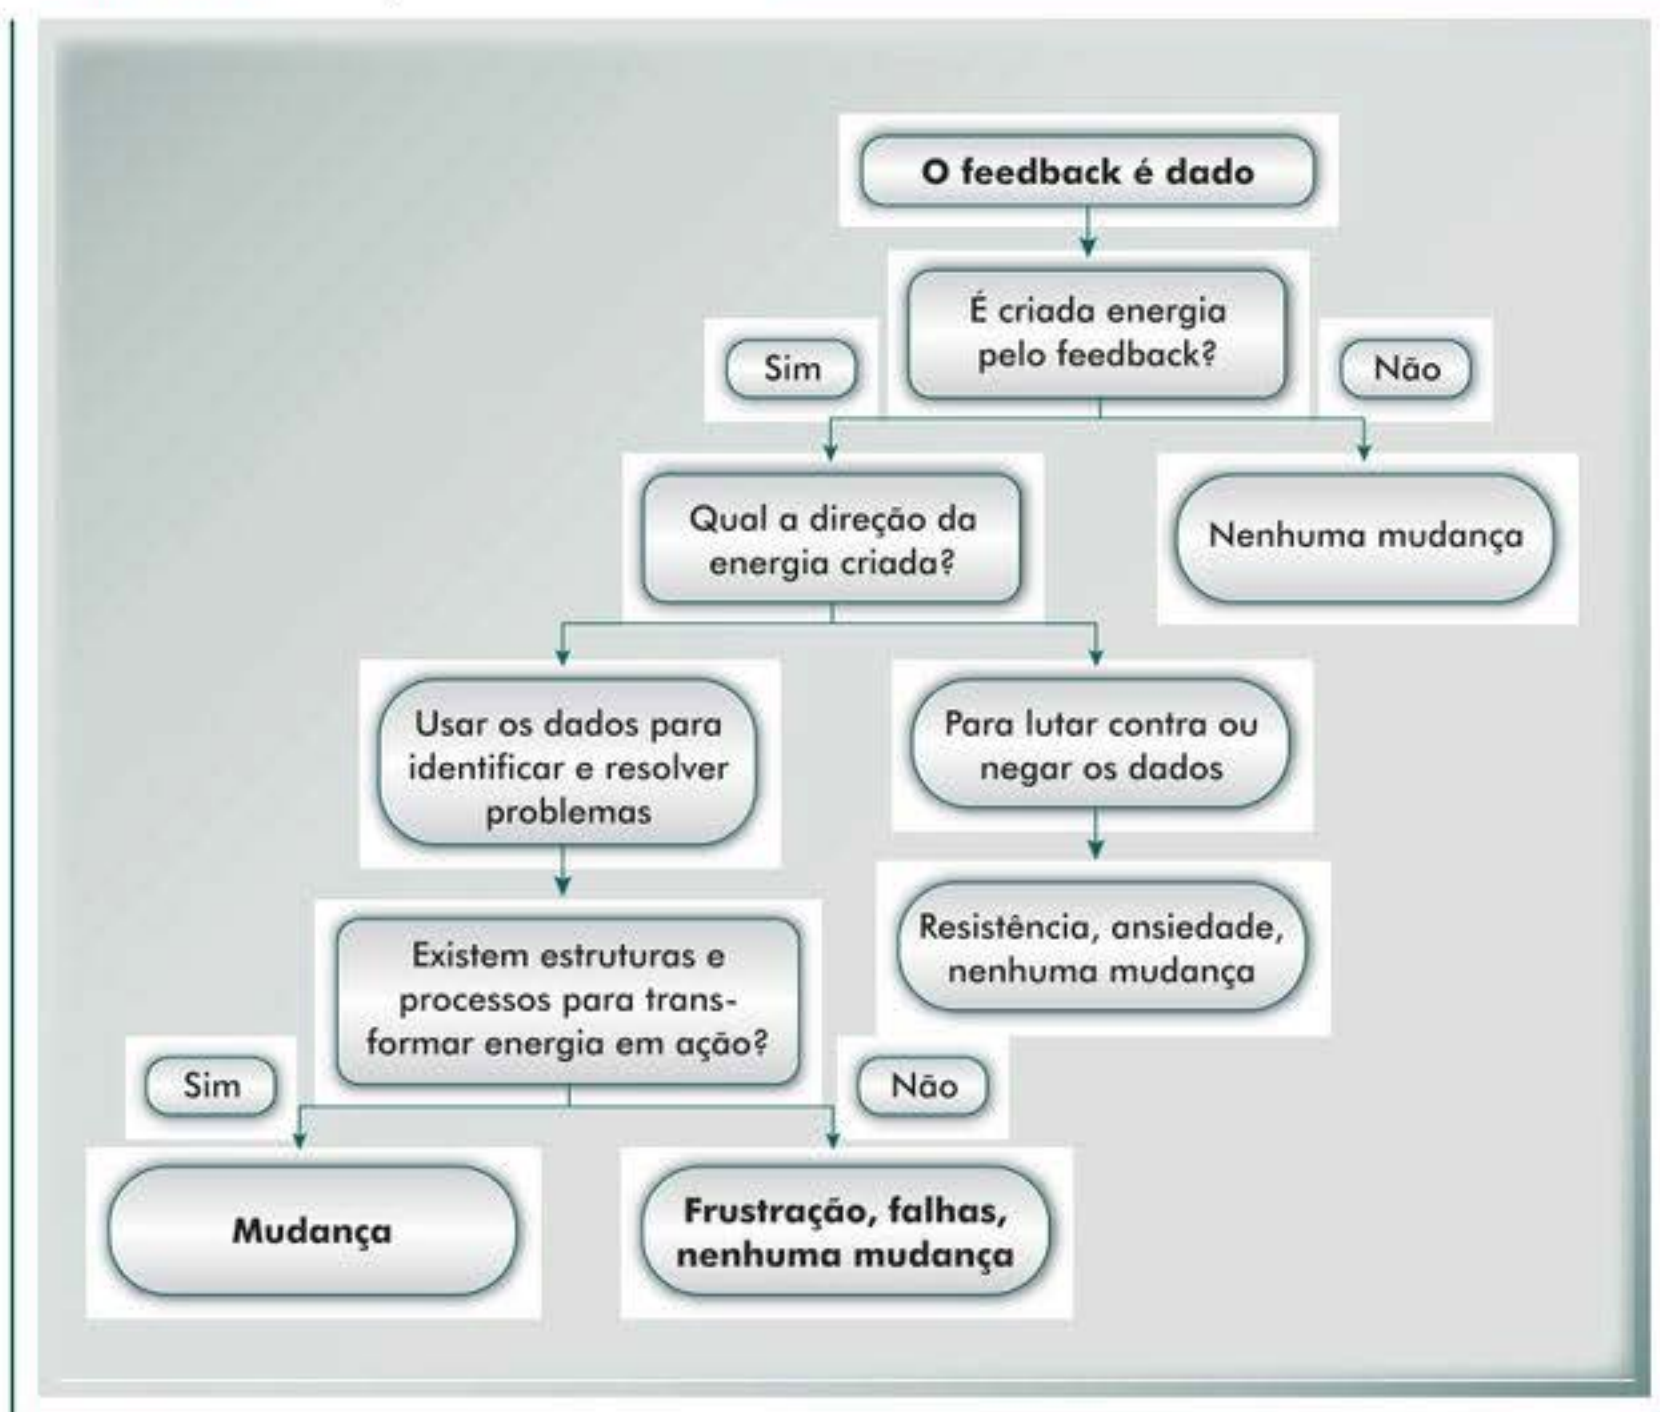 O feedback é dado
É criada energia
pelo feedback?
Sim
Não
Qual a direção da
energia criada?
Nenhuma mudança
Usar os dados para
identificar e resolver
problemas
Para lutar contra ou
negar os dados
Existem estruturas e
processos para trans-
formar energia em ação?
Resistência, ansiedade,
nenhuma mudança
Sim
Não
Mudança
Frustração, falhas,
nenhuma mudança